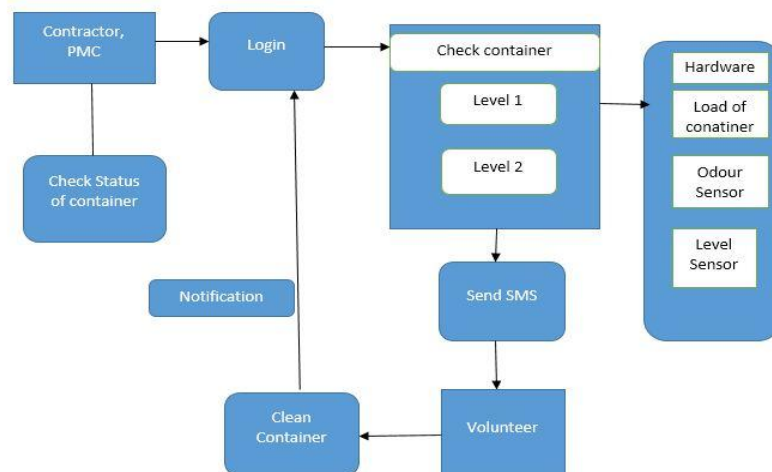 Contractor,
PMC
Login
Check container
Level 1
Level 2
Hardware
Load of
conatiner
Odour
Sensor
Level
Sensor
Check Status
of container
Notification
Send SMS
Clean
Container
Volunteer